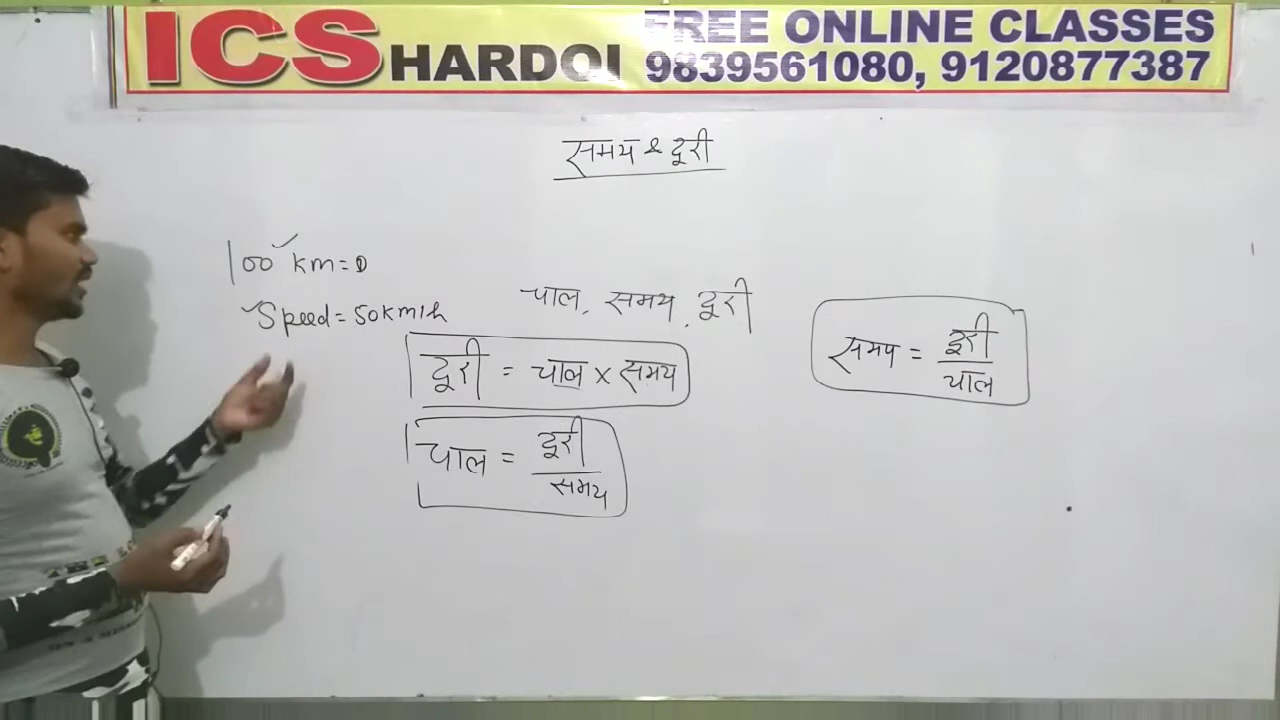 ICS HARDOI FREE ONLINE CLASSES
9839561080, 9120877387
समय & दूरी
100 km = D
Speed = 50km/h
चाल, समय, दूरी
दूरी = चाल × समय
चाल = दूरी / समय
समय = दूरी / चाल